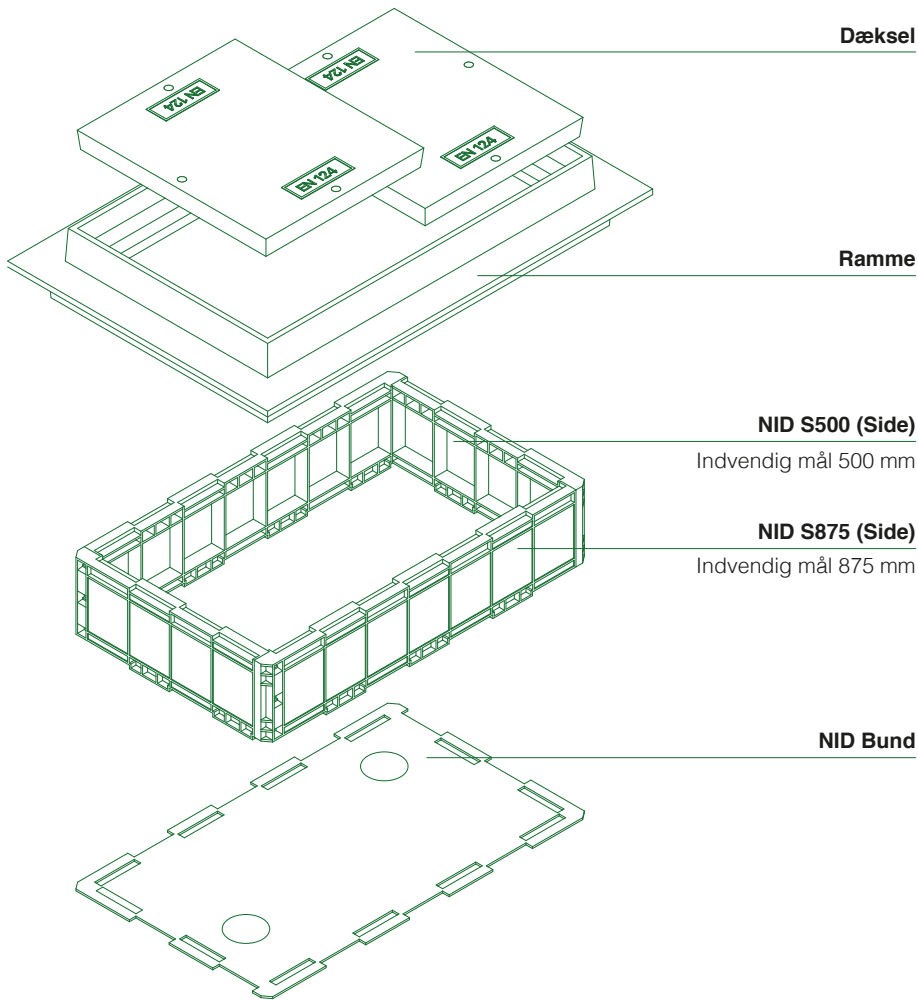 Dæksel
EN 124
EN 124
EN 124
EN 124
Ramme
NID S500 (Side)
Indvendig mål 500 mm
NID S875 (Side)
Indvendig mål 875 mm
NID Bund